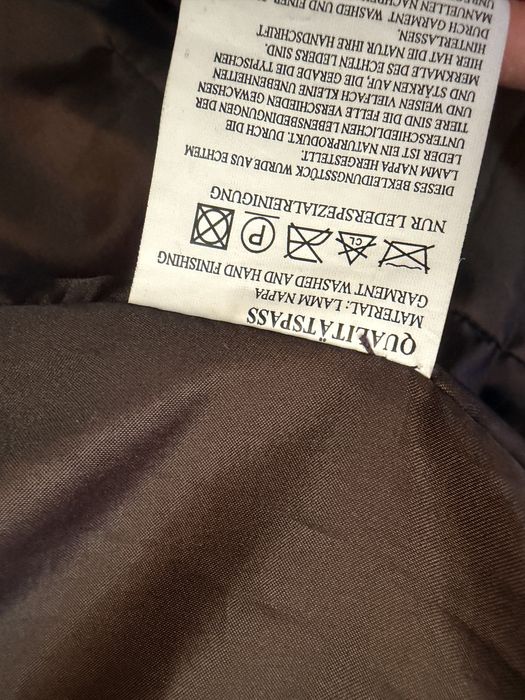 QUALITÄTSPASS
MATERIAL: LAMM NAPPA
GARMENT WASHED AND HAND FINISHING
CL P
NUR LEDERSPEZIALREINIGUNG
DIESES BEKLEIDUNGSSTÜCK WURDE AUS ECHTEM
LAMM NAPPA HERGESTELLT.
LEDER IST EIN NATURPRODUKT. DURCH DIE
UNTERSCHIEDLICHEN LEBENSBEDINGUNGEN DER
TIERE SIND DIE FELLE VERSCHIEDEN GEWACHSEN
UND WEISEN VIELFACH KLEINE UNEBENHEITEN
UND STÄRKEN AUF, DIE GERADE DIE TYPISCHEN
MERKMALE DES ECHTEN LEDERS SIND.
HIER HAT DIE NATUR IHRE HANDSCHRIFT
HINTERLASSEN.
DURCH GARMENT WASHED UND EINER
MANUELLEN